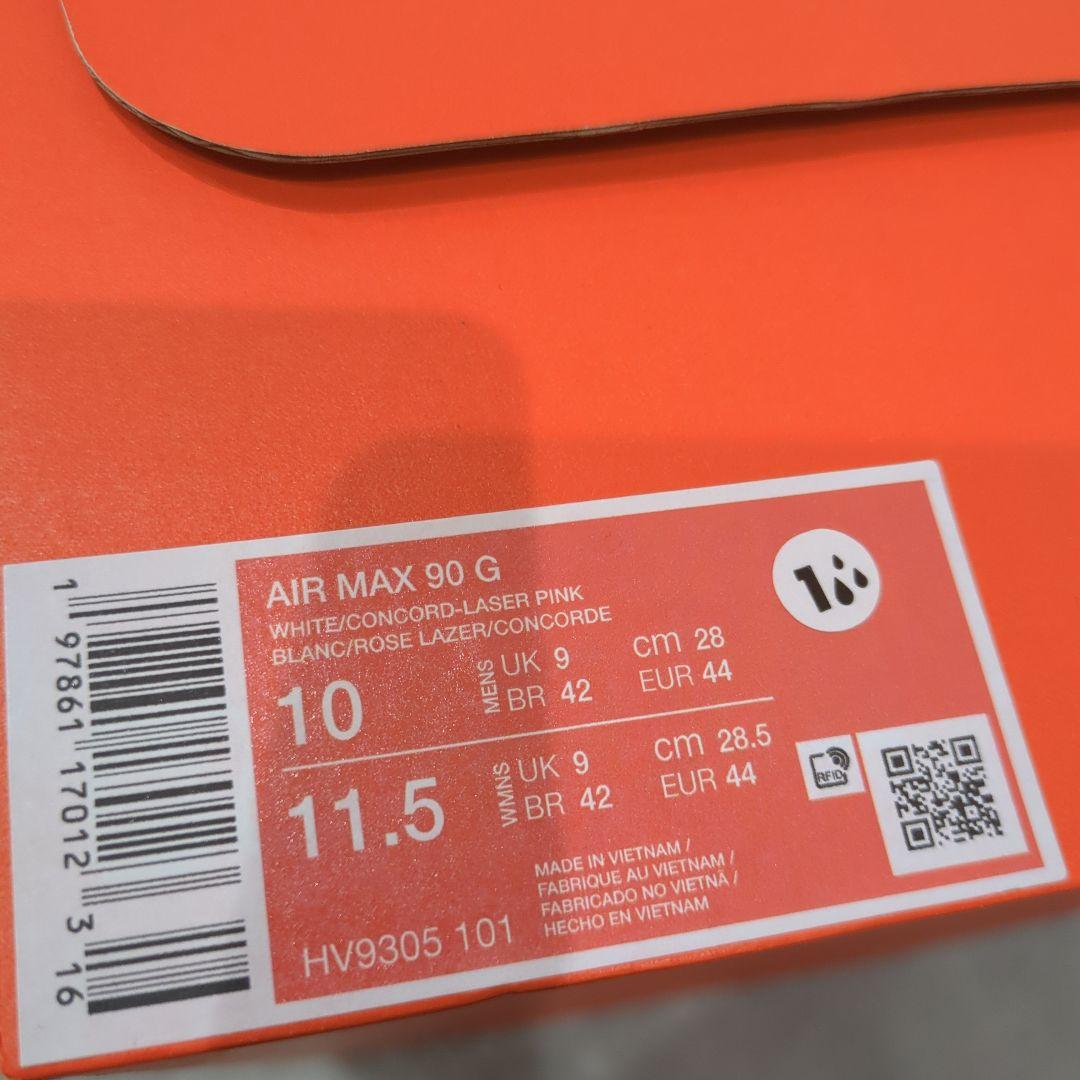 AIR MAX 90 G
WHITE/CONCORD-LASER PINK
BLANC/ROSE LAZER/CONCORDE
10 MENS UK 9 cm 28
BR 42 EUR 44
11.5 WMNS UK 9 cm 28.5
BR 42 EUR 44
MADE IN VIETNAM /
FABRIQUE AU VIETNAM /
FABRICADO NO VIETNÃ /
HECHO EN VIETNAM
HV9305 101
1 97861 17012 3 16
1
RFID